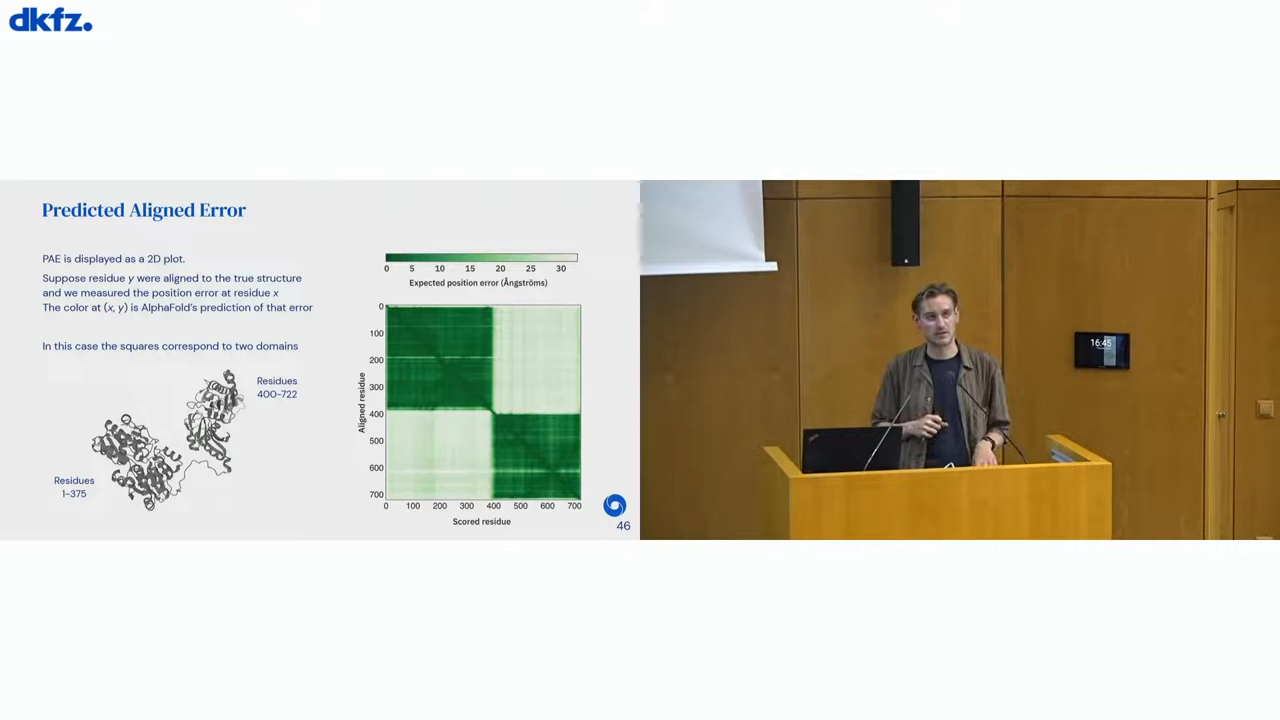 dkfz.
Predicted Aligned Error
PAE is displayed as a 2D plot.
Suppose residue y were aligned to the true structure
and we measured the position error at residue x
The color at (x, y) is AlphaFold's prediction of that error
In this case the squares correspond to two domains
Residues
400-722
Residues
1-375
0 5 10 15 20 25 30
Expected position error (Ångströms)
0
100
200
300
400
500
600
700
Aligned residue
0 100 200 300 400 500 600 700
Scored residue
46
16:45